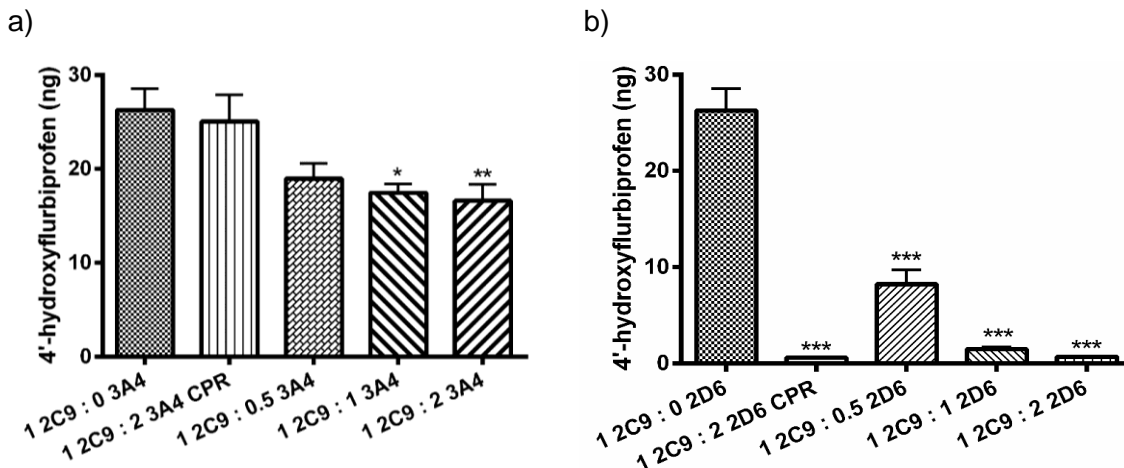 a)
4'-hydroxyflurbiprofen (ng)
30
20
10
0
*
**
1 2C9 : 0 3A4
1 2C9 : 2 3A4 CPR
1 2C9 : 0.5 3A4
1 2C9 : 1 3A4
1 2C9 : 2 3A4
b)
4'-hydroxyflurbiprofen (ng)
30
20
10
0
***
***
***
***
1 2C9 : 0 2D6
1 2C9 : 2 2D6 CPR
1 2C9 : 0.5 2D6
1 2C9 : 1 2D6
1 2C9 : 2 2D6